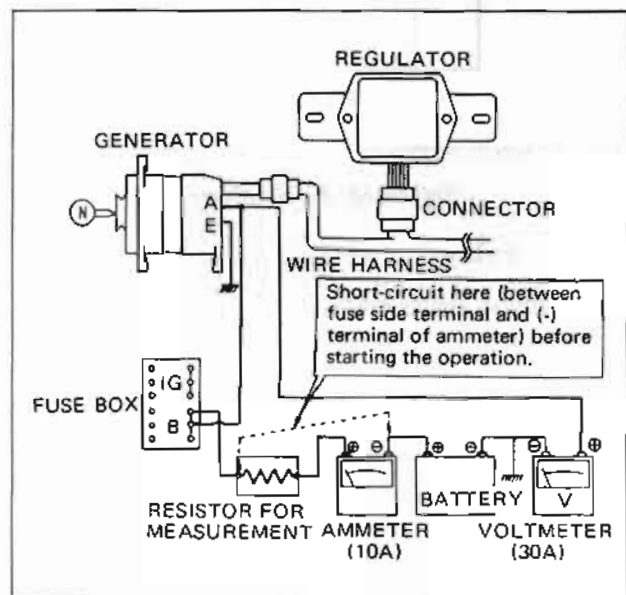 REGULATOR
GENERATOR
N
A
E
CONNECTOR
WIRE HARNESS
Short-circuit here (between
fuse side terminal and (-)
terminal of ammeter) before
starting the operation.
FUSE BOX
IG
B
⊕ ⊖ ⊕ ⊖ ⊕
RESISTOR FOR
MEASUREMENT
AMMETER
(10A)
BATTERY
V
VOLTMETER
(30A)